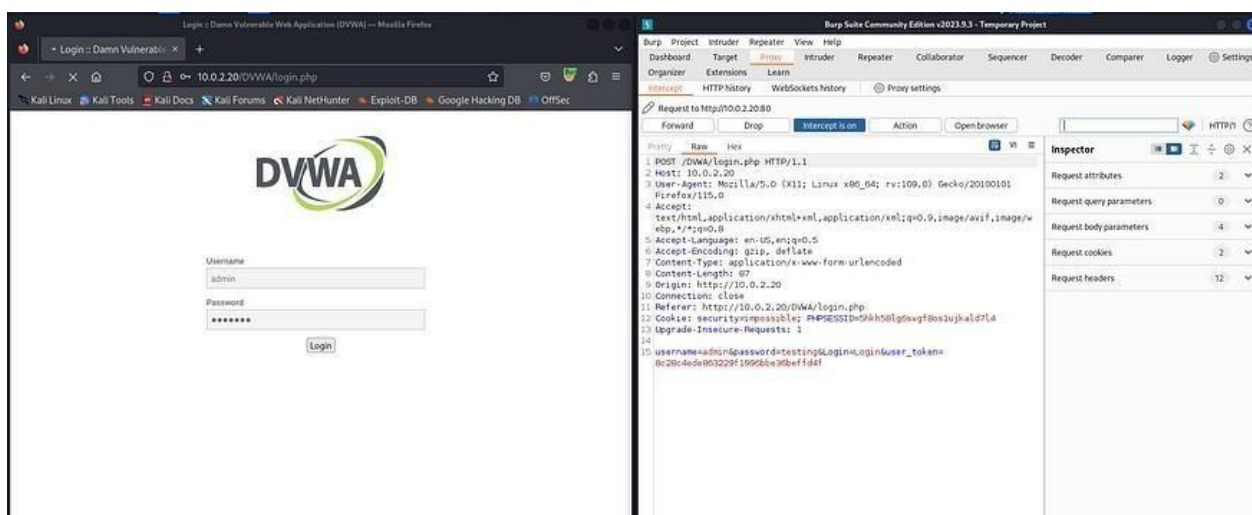 Login :: Damn Vulnerable Web Application (DVWA) — Mozilla Firefox
Login :: Damn Vulnerable
10.0.2.20/DVWA/login.php
Kali Linux Kali Tools Kali Docs Kali Forums Kali NetHunter Exploit-DB Google Hacking DB OffSec
DVWA
Username
admin
Password
•••••••
Login
Burp Suite Community Edition v2023.9.3 - Temporary Project
Burp Project Intruder Repeater View Help
Dashboard Target Proxy Intruder Repeater Collaborator Sequencer Decoder Comparer Logger Settings
Organizer Extensions Learn
Intercept HTTP history WebSockets history Proxy settings
Request to http://10.0.2.20:80
Forward Drop Intercept is on Action Open browser HTTP/1
Pretty Raw Hex
1 POST /DVWA/login.php HTTP/1.1
2 Host: 10.0.2.20
3 User-Agent: Mozilla/5.0 (X11; Linux x86_64; rv:109.0) Gecko/20100101
Firefox/115.0
4 Accept:
text/html,application/xhtml+xml,application/xml;q=0.9,image/avif,image/w
ebp,*/*;q=0.8
5 Accept-Language: en-US,en;q=0.5
6 Accept-Encoding: gzip, deflate
7 Content-Type: application/x-www-form-urlencoded
8 Content-Length: 87
9 Origin: http://10.0.2.20
10 Connection: close
11 Referer: http://10.0.2.20/DVWA/login.php
12 Cookie: security=impossible; PHPSESSID=
13 Upgrade-Insecure-Requests: 1
14
15 username=admin&password=testing&Login=Login&user_token=
Inspector
Request attributes 2
Request query parameters 0
Request body parameters 4
Request cookies 2
Request headers 12